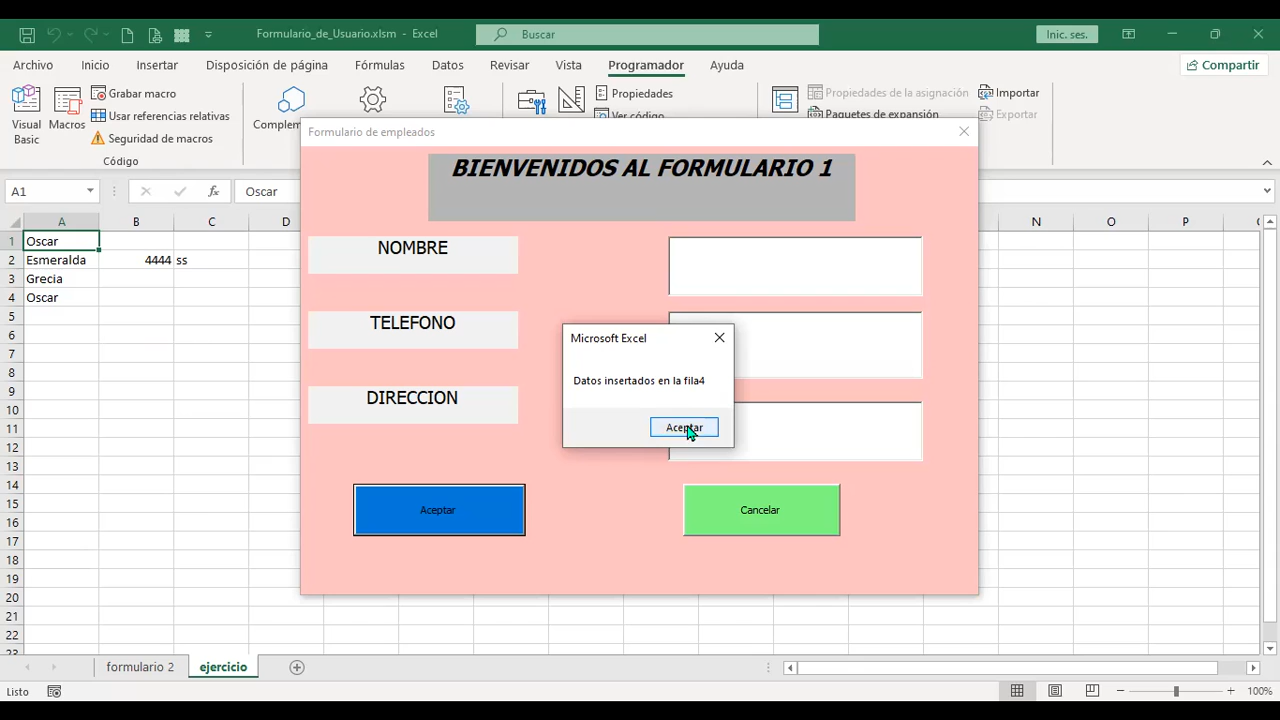 Formulario_de_Usuario.xlsm - Excel
Buscar
Inic. ses.
Archivo Inicio Insertar Disposición de página Fórmulas Datos Revisar Vista Programador Ayuda Compartir
Visual Basic
Macros
Grabar macro
Usar referencias relativas
Seguridad de macros
Código
Complem
Propiedades
Ver código
Propiedades de la asignación
Paquetes de expansión
Importar
Exportar
A1 fx Oscar
Formulario de empleados
BIENVENIDOS AL FORMULARIO 1
NOMBRE
TELEFONO
DIRECCION
Aceptar
Cancelar
Microsoft Excel
Datos insertados en la fila4
Aceptar
A B C D N O P
1 Oscar
2 Esmeralda 4444 ss
3 Grecia
4 Oscar
5
6
7
8
9
10
11
12
13
14
15
16
17
18
19
20
21
22
23
formulario 2 ejercicio
Listo
100%